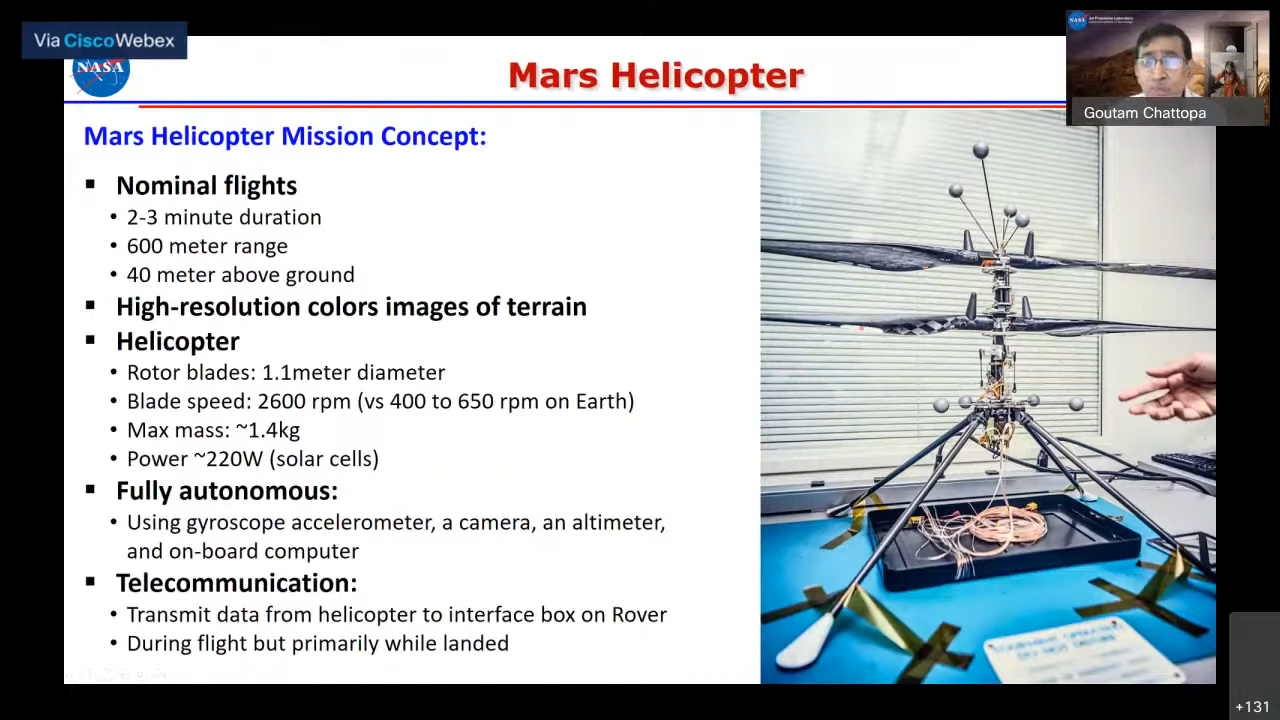 Via CiscoWebex
NASA
Mars Helicopter
NASA
Goutam Chattopa
Mars Helicopter Mission Concept:
Nominal flights
• 2-3 minute duration
• 600 meter range
• 40 meter above ground
High-resolution colors images of terrain
Helicopter
• Rotor blades: 1.1meter diameter
• Blade speed: 2600 rpm (vs 400 to 650 rpm on Earth)
• Max mass: ~1.4kg
• Power ~220W (solar cells)
Fully autonomous:
• Using gyroscope accelerometer, a camera, an altimeter,
and on-board computer
Telecommunication:
• Transmit data from helicopter to interface box on Rover
• During flight but primarily while landed
+131